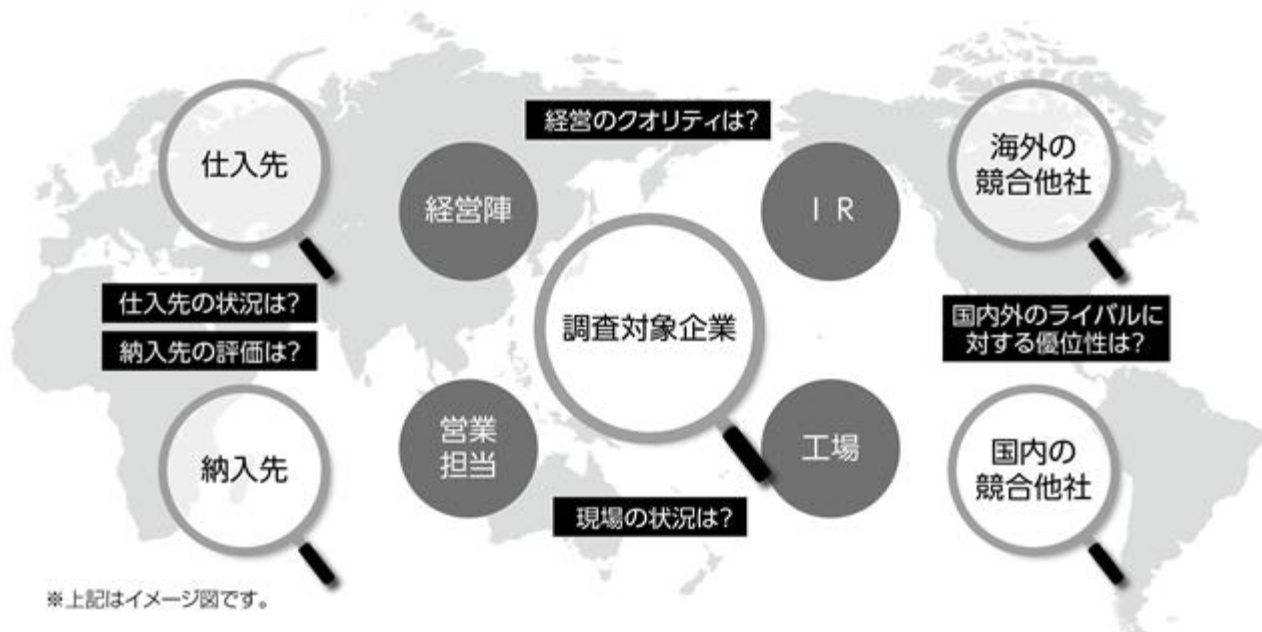 経営のクオリティは?
仕入先
経営陣
I R
海外の
競合他社
調査対象企業
仕入先の状況は?
納入先の評価は?
国内外のライバルに
対する優位性は?
営業
担当
工場
納入先
国内の
競合他社
現場の状況は?
※上記はイメージ図です。